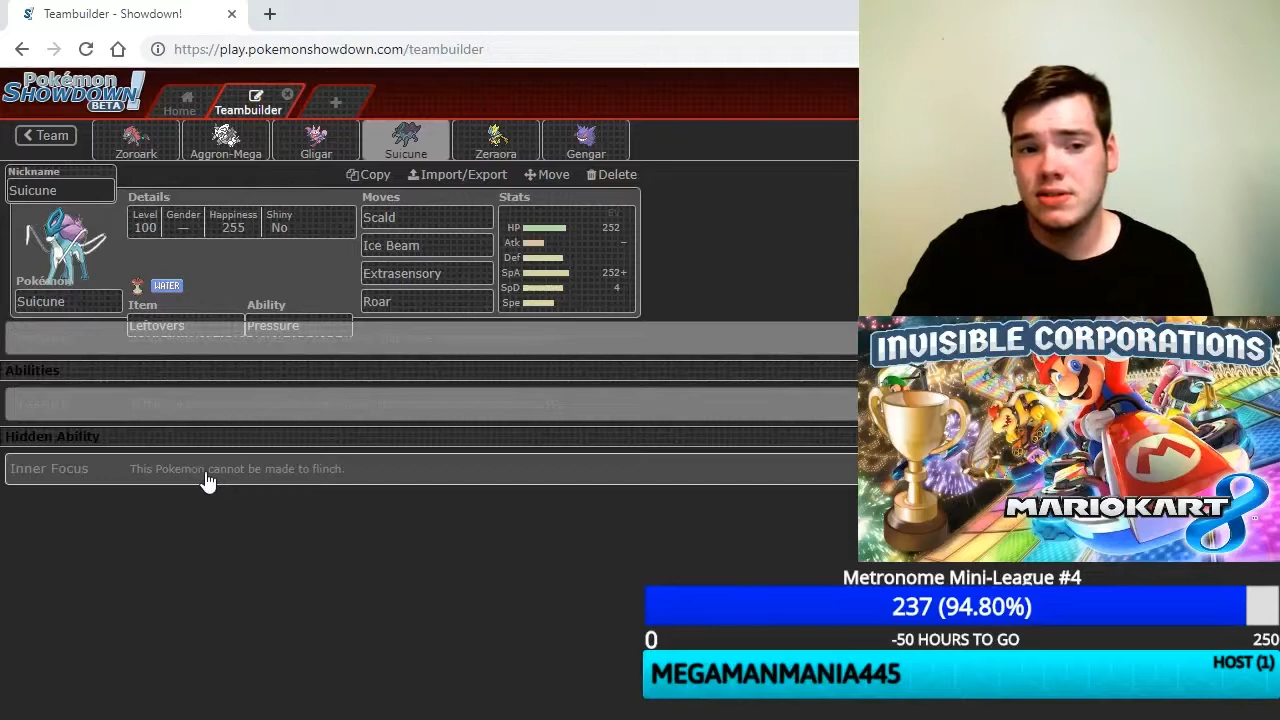 Teambuilder - Showdown!
https://play.pokemonshowdown.com/teambuilder
Pokémon
SHOWDOWN!
BETA
Home
Teambuilder
Team
Zoroark
Aggron-Mega
Gligar
Suicune
Zeraora
Gengar
Nickname
Suicune
Copy
Import/Export
Move
Delete
Details
Moves
Stats
Level
Gender
Happiness
Shiny
100
—
255
No
Scald
Ice Beam
Extrasensory
Roar
EV
HP 252
Atk –
Def
SpA 252+
SpD 4
Spe
Pokémon
Suicune
WATER
Item
Ability
Leftovers
Pressure
Abilities
Hidden Ability
Inner Focus This Pokemon cannot be made to flinch.
INVISIBLE CORPORATIONS
M
MARIOKART 8
Metronome Mini-League #4
237 (94.80%)
0
-50 HOURS TO GO
250
MEGAMANMANIA445
HOST (1)